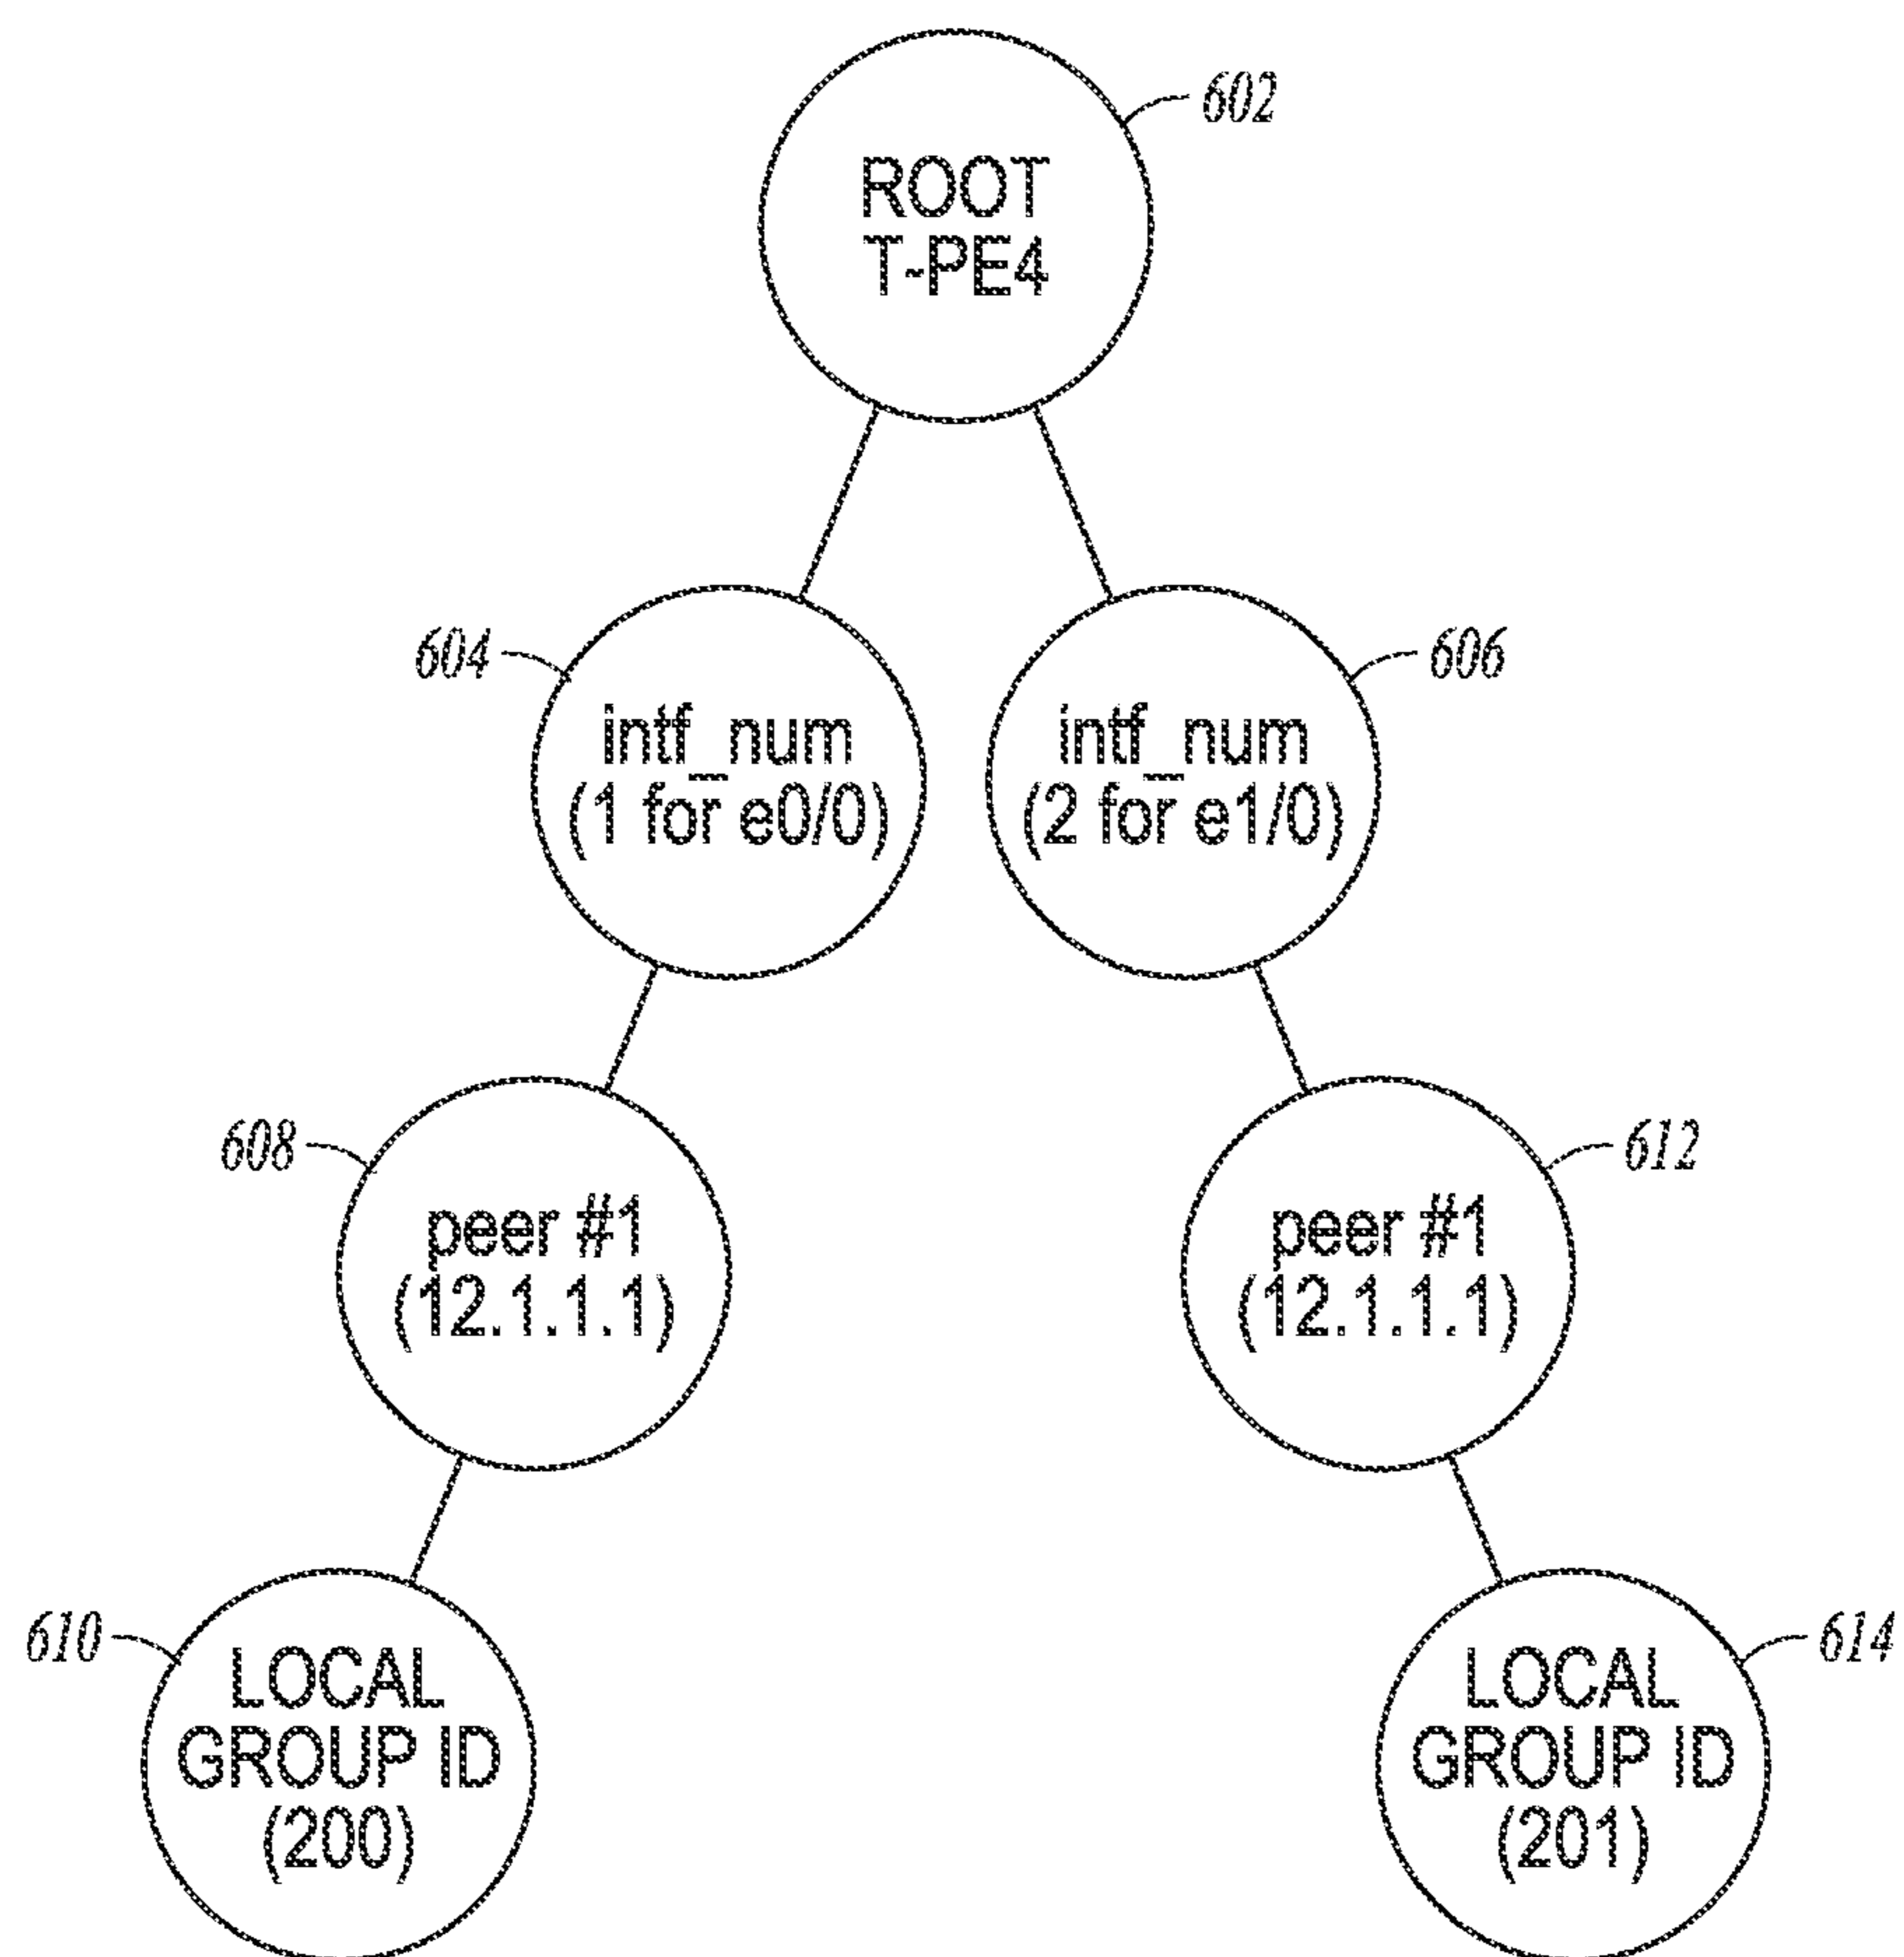 602
ROOT
T-PE4
604
606
intf_num
(1 for e0/0)
intf_num
(2 for e1/0)
608
612
peer #1
(12.1.1.1)
peer #1
(12.1.1.1)
610
614
LOCAL
GROUP ID
(200)
LOCAL
GROUP ID
(201)